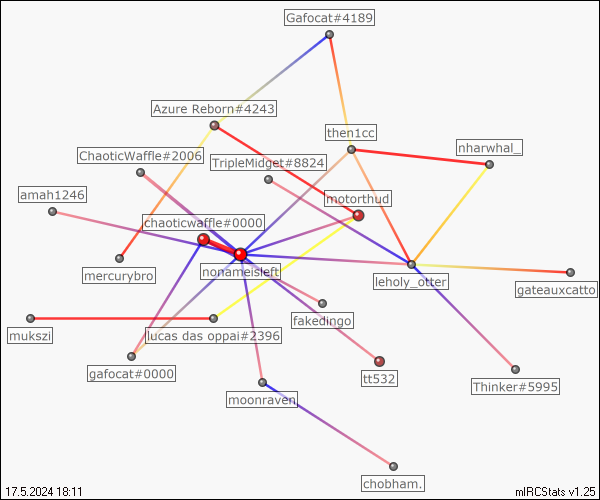 Gafocat#4189
Azure Reborn#4243
then1cc
nharwhal_
ChaoticWaffle#2006
TripleMidget#8824
amah1246
motorthud
chaoticwaffle#0000
mercurybro
nonameisleft
leholy_otter
gateauxcatto
fakedingo
mukszi
lucas das oppai#2396
gafocat#0000
tt532
Thinker#5995
moonraven
chobham.
17.5.2024 18:11
mIRCStats v1.25